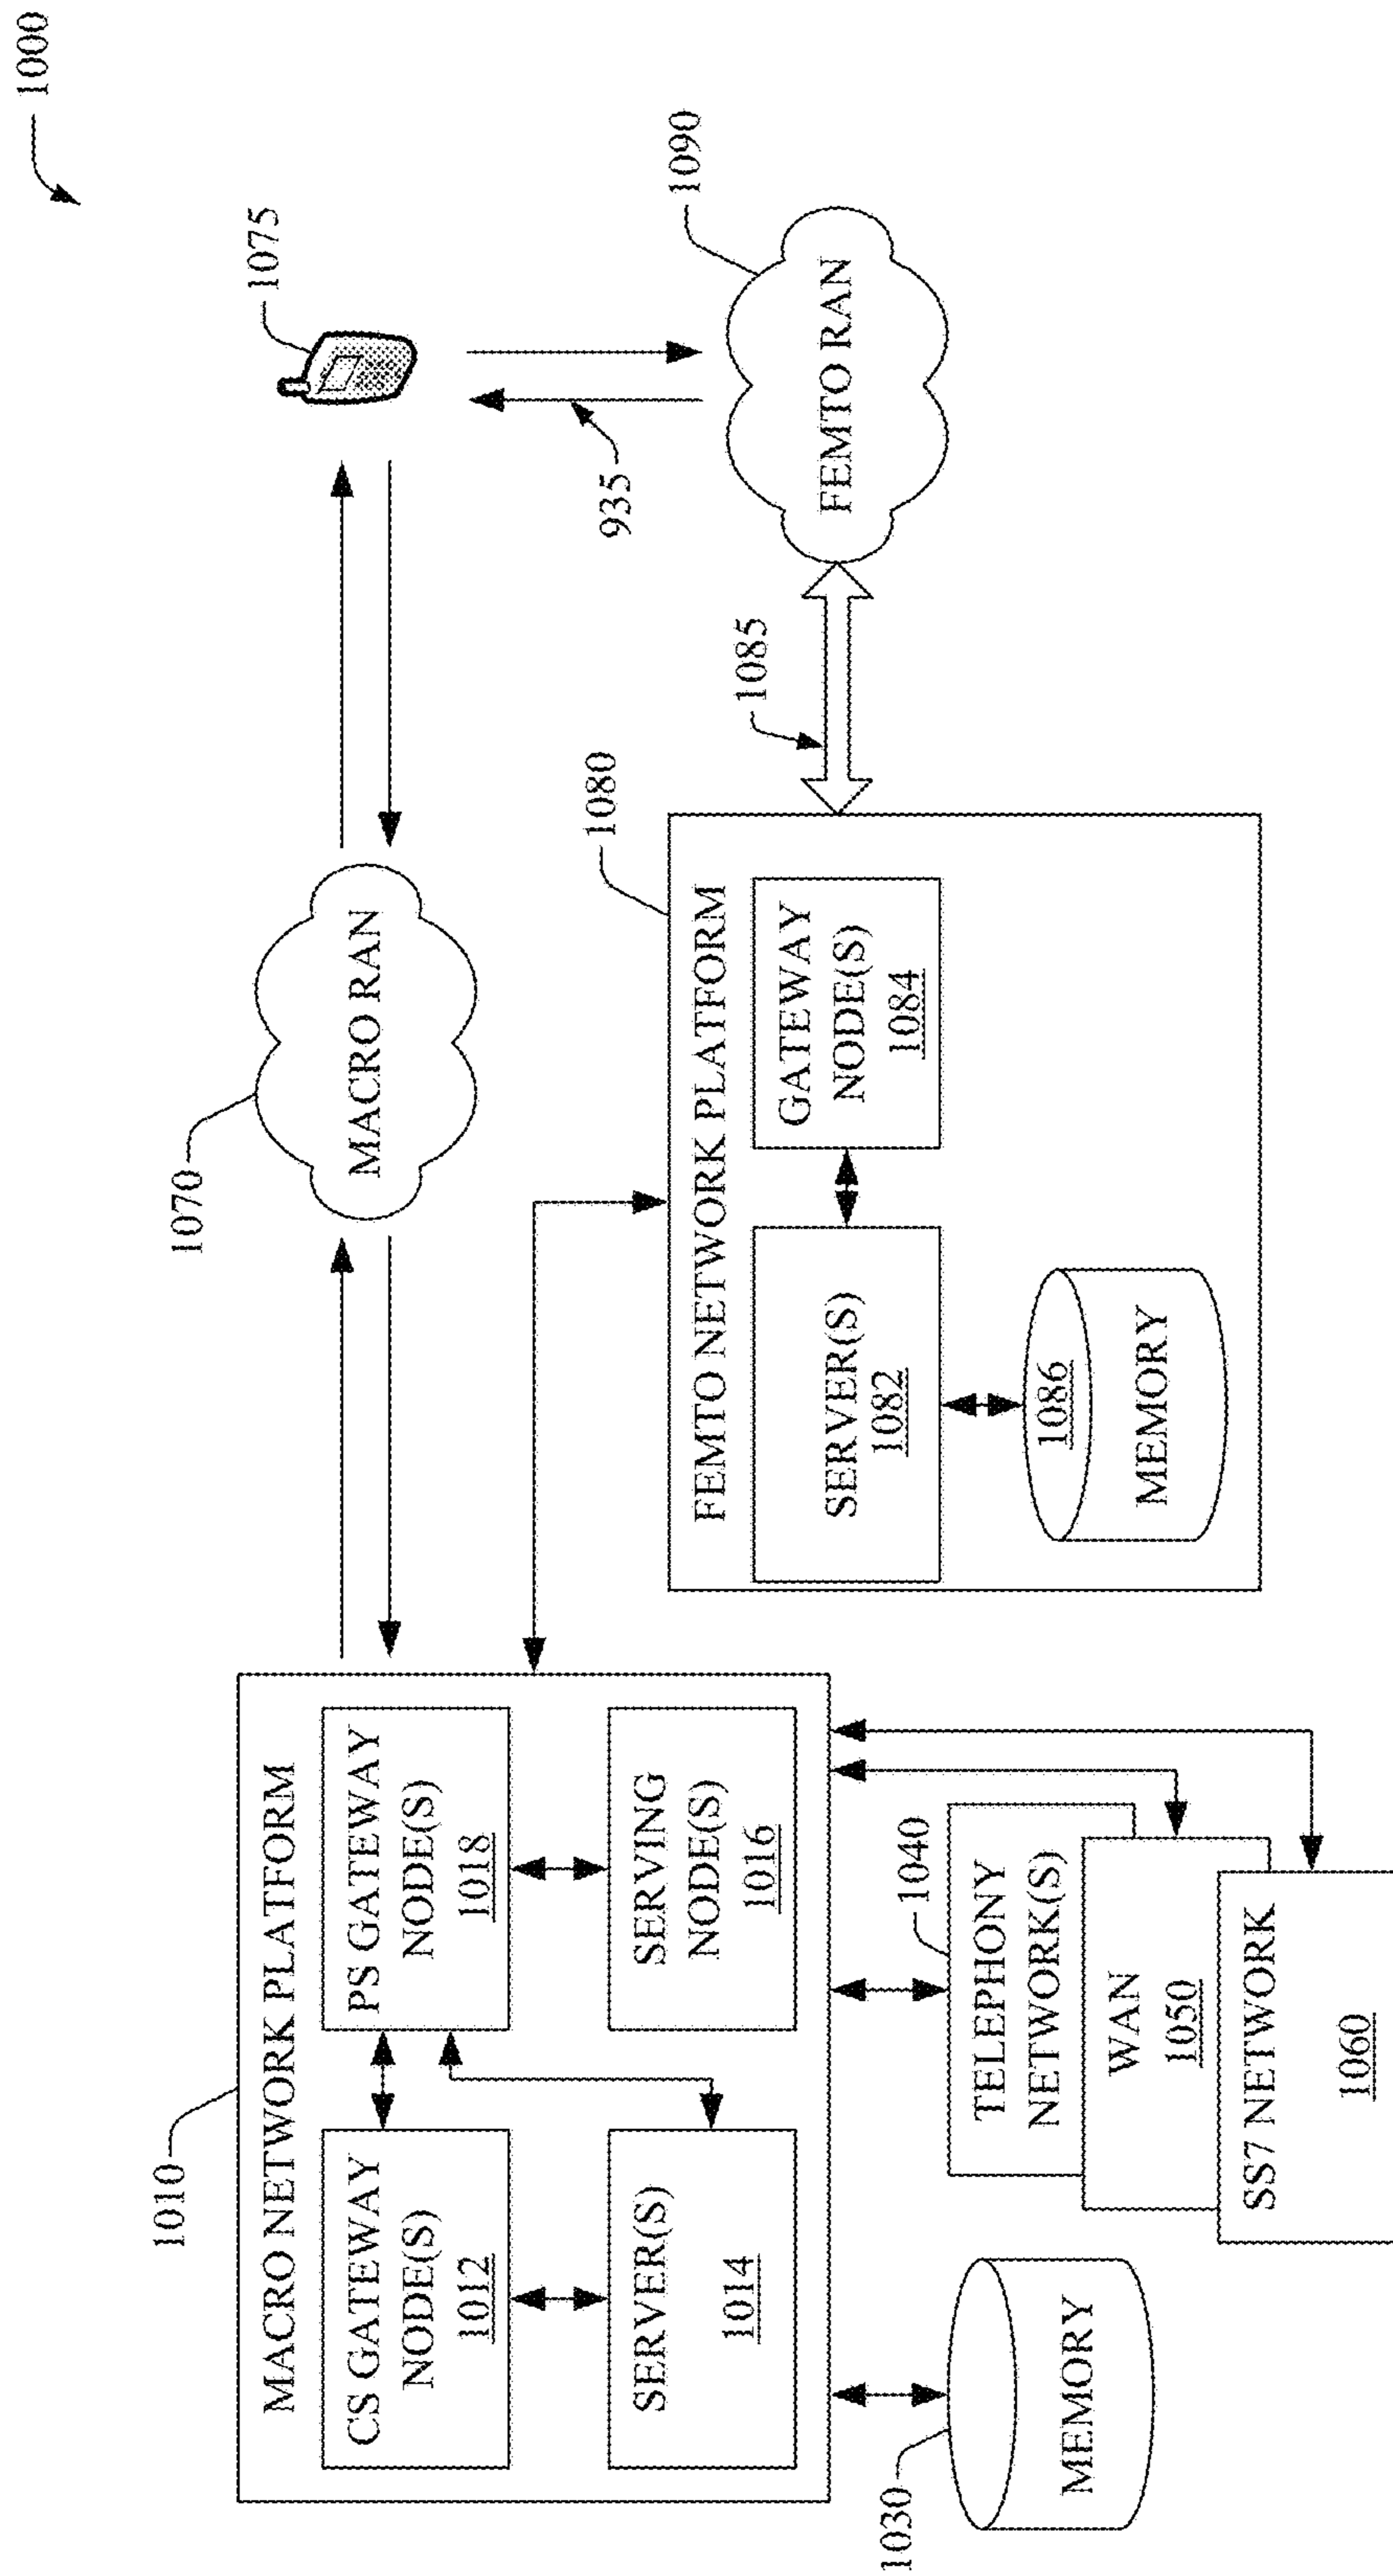 1000
1010
MACRO NETWORK PLATFORM
CS GATEWAY
NODE(S)
1012
PS GATEWAY
NODE(S)
1018
SERVER(S)
1014
SERVING
NODE(S)
1016
1030
MEMORY
1040
TELEPHONY
NETWORK(S)
WAN
1050
SS7 NETWORK
1060
1070
MACRO RAN
1075
935
1080
FEMTO NETWORK PLATFORM
SERVER(S)
1082
GATEWAY
NODE(S)
1084
1086
MEMORY
1085
1090
FEMTO RAN